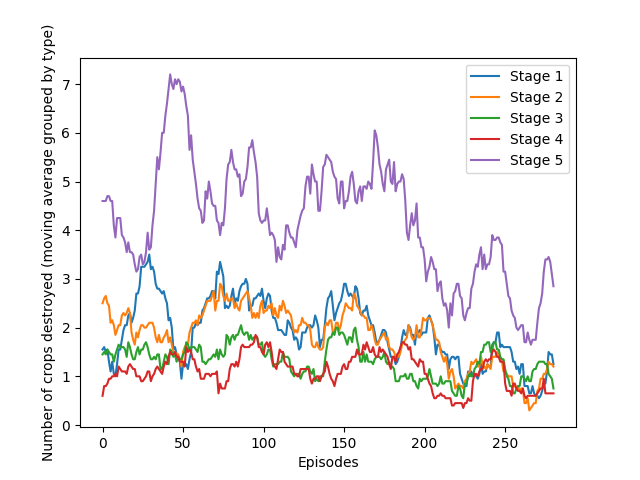 Number of crops destroyed (moving average grouped by type)
7
6
5
4
3
2
1
0
Stage 1
Stage 2
Stage 3
Stage 4
Stage 5
0 50 100 150 200 250
Episodes